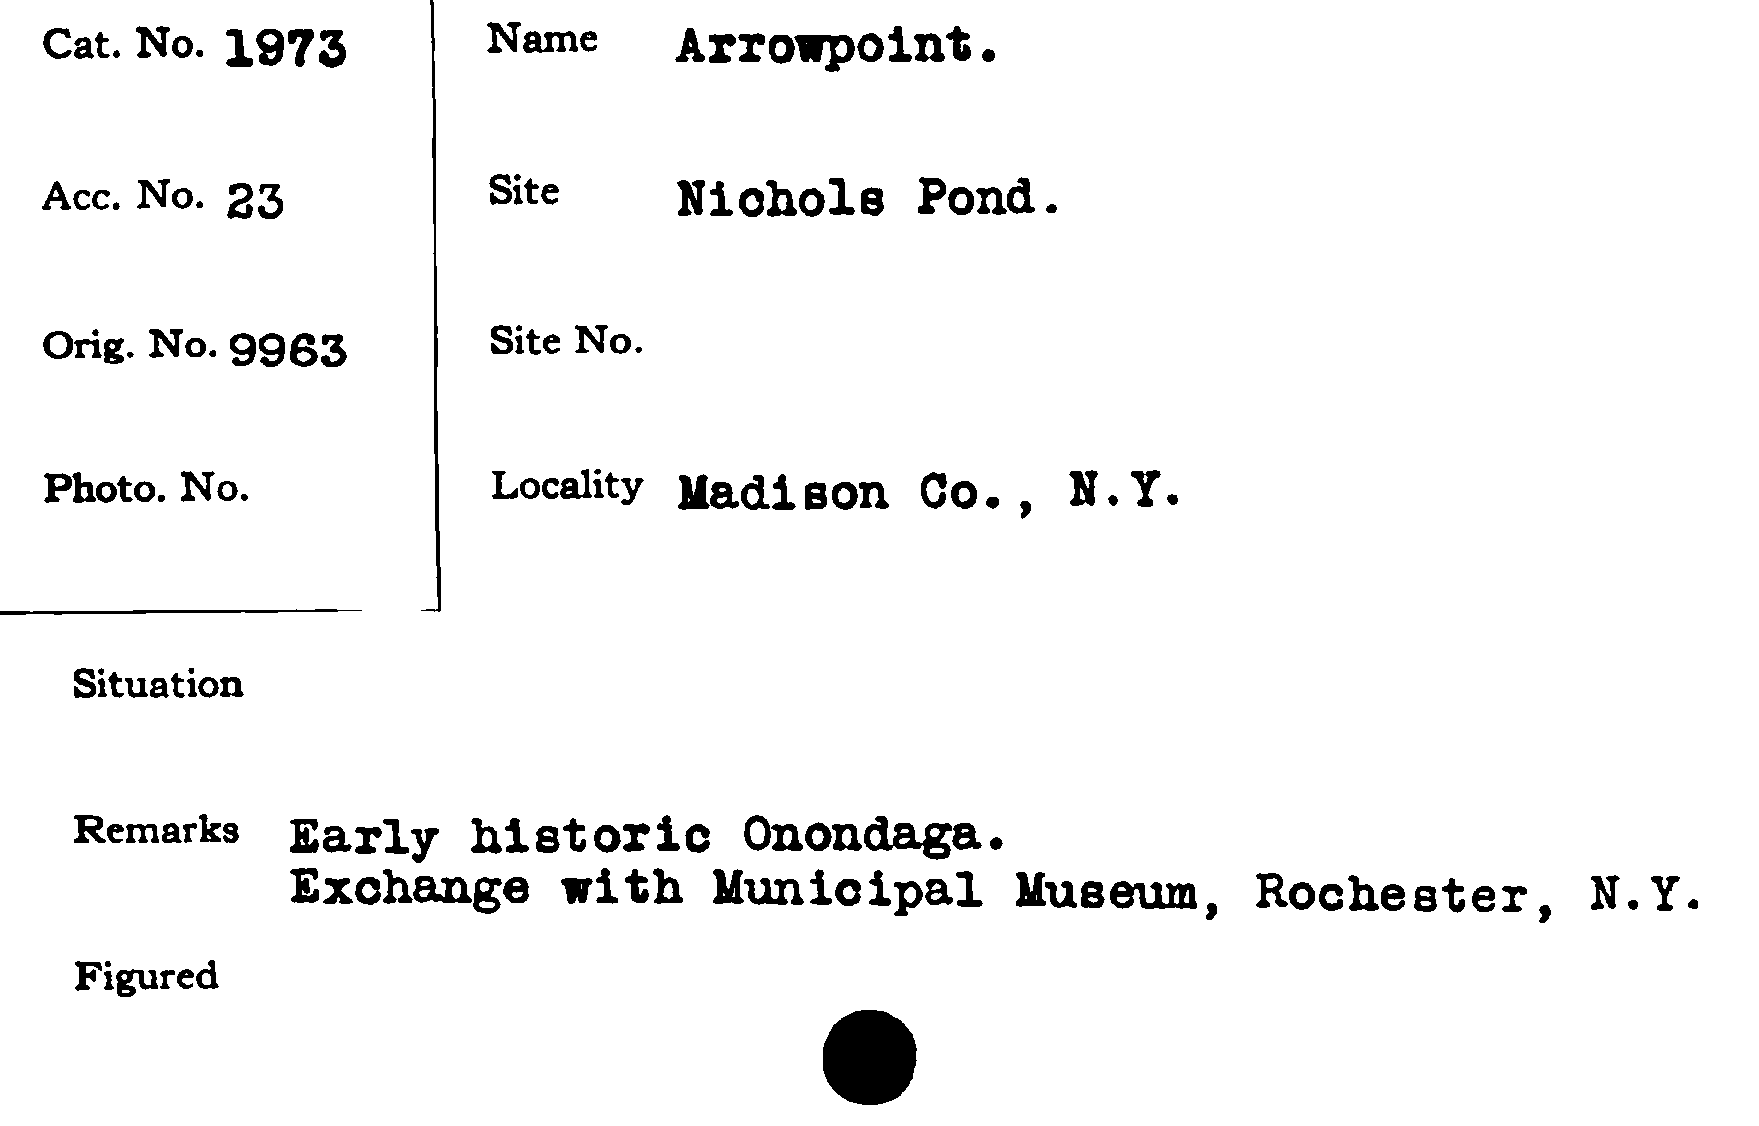 Cat. No. 1973
Name Arrowpoint.
Acc. No. 23
Site Nichols Pond.
Orig. No. 9963
Site No.
Photo. No.
Locality Madison Co., N.Y.
Situation
Remarks Early historic Onondaga.
Exchange with Municipal Museum, Rochester, N.Y.
Figured